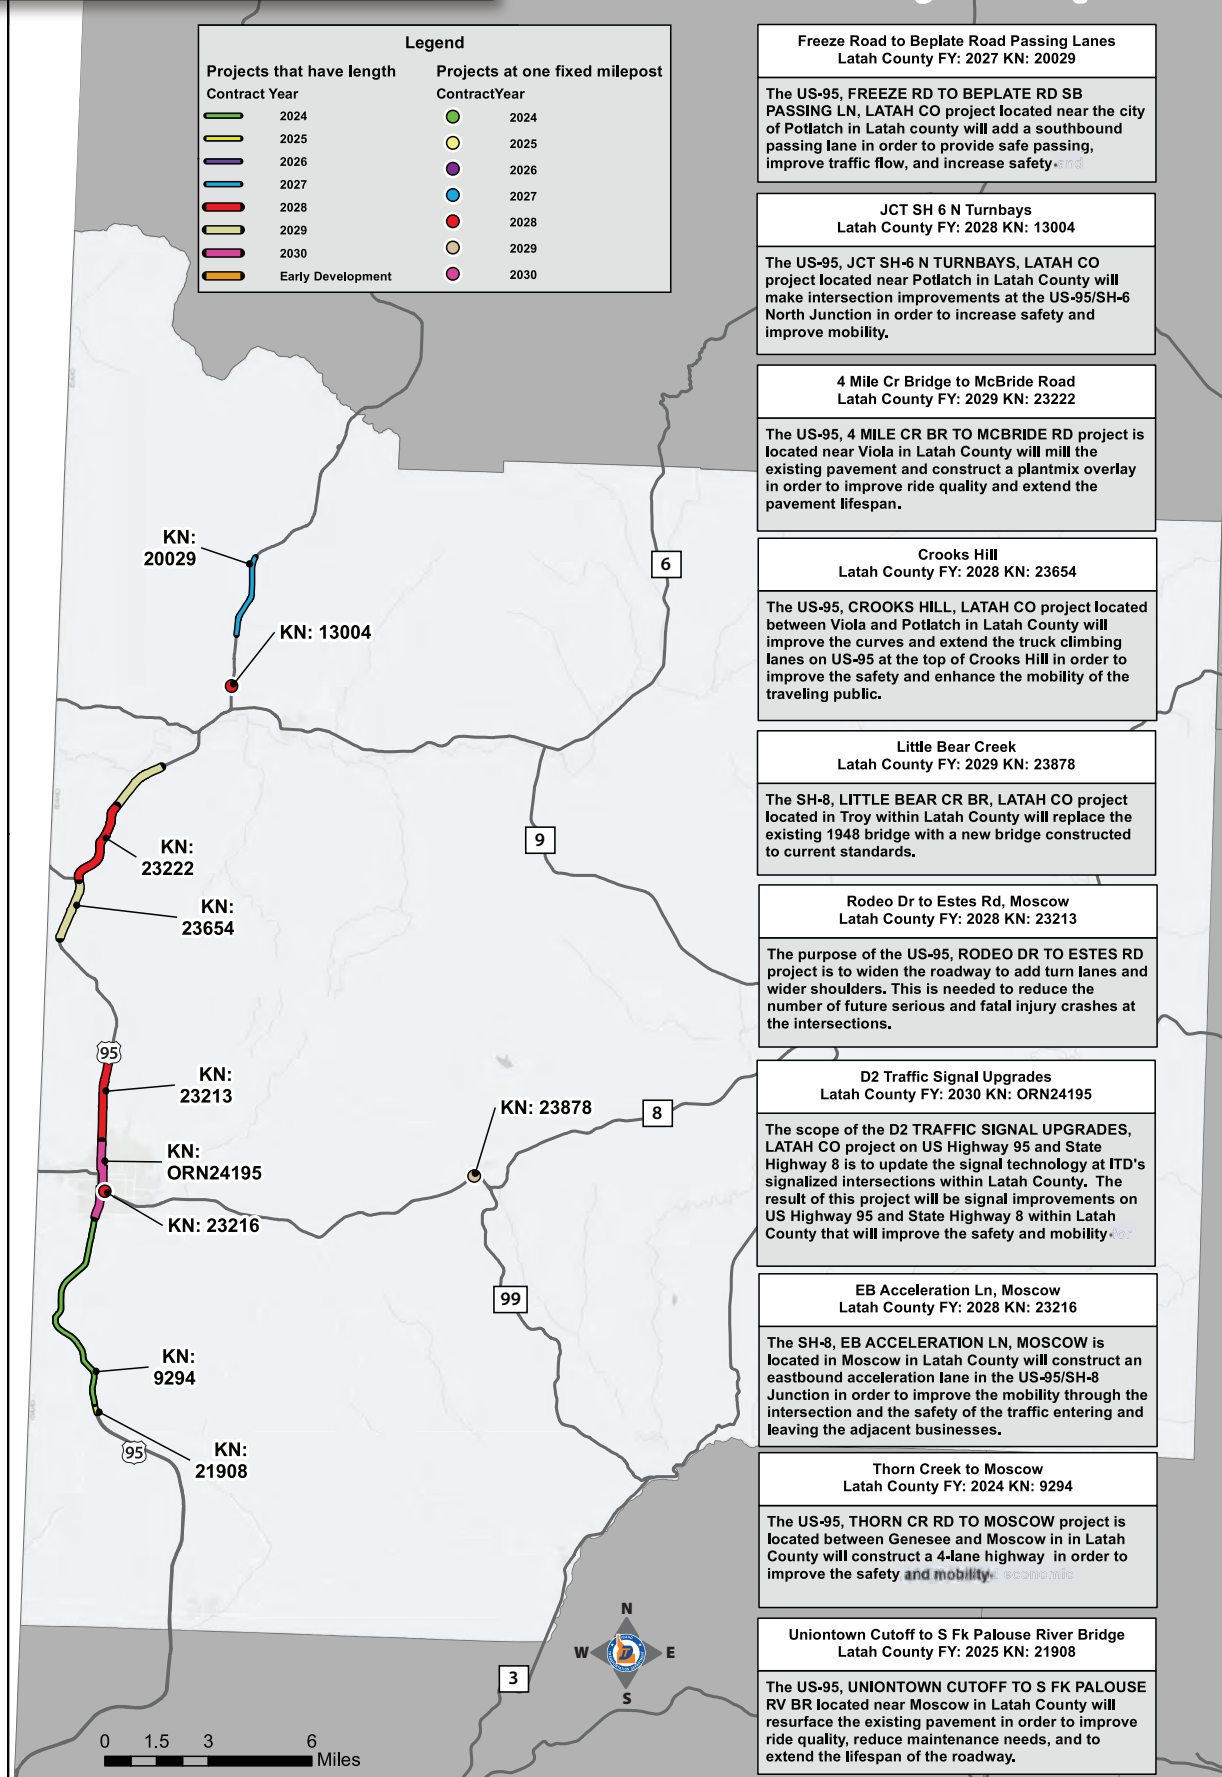 Legend
Projects that have length
Contract Year
2024
2025
2026
2027
2028
2029
2030
Early Development
Projects at one fixed milepost
ContractYear
2024
2025
2026
2027
2028
2029
2030
Freeze Road to Beplate Road Passing Lanes
Latah County FY: 2027 KN: 20029
The US-95, FREEZE RD TO BEPLATE RD SB
PASSING LN, LATAH CO project located near the city
of Potlatch in Latah county will add a southbound
passing lane in order to provide safe passing,
improve traffic flow, and increase safety. and
JCT SH 6 N Turnbays
Latah County FY: 2028 KN: 13004
The US-95, JCT SH-6 N TURNBAYS, LATAH CO
project located near Potlatch in Latah County will
make intersection improvements at the US-95/SH-6
North Junction in order to increase safety and
improve mobility.
4 Mile Cr Bridge to McBride Road
Latah County FY: 2029 KN: 23222
The US-95, 4 MILE CR BR TO MCBRIDE RD project is
located near Viola in Latah County will mill the
existing pavement and construct a plantmix overlay
in order to improve ride quality and extend the
pavement lifespan.
Crooks Hill
Latah County FY: 2028 KN: 23654
The US-95, CROOKS HILL, LATAH CO project located
between Viola and Potlatch in Latah County will
improve the curves and extend the truck climbing
lanes on US-95 at the top of Crooks Hill in order to
improve the safety and enhance the mobility of the
traveling public.
Little Bear Creek
Latah County FY: 2029 KN: 23878
The SH-8, LITTLE BEAR CR BR, LATAH CO project
located in Troy within Latah County will replace the
existing 1948 bridge with a new bridge constructed
to current standards.
Rodeo Dr to Estes Rd, Moscow
Latah County FY: 2028 KN: 23213
The purpose of the US-95, RODEO DR TO ESTES RD
project is to widen the roadway to add turn lanes and
wider shoulders. This is needed to reduce the
number of future serious and fatal injury crashes at
the intersections.
D2 Traffic Signal Upgrades
Latah County FY: 2030 KN: ORN24195
The scope of the D2 TRAFFIC SIGNAL UPGRADES,
LATAH CO project on US Highway 95 and State
Highway 8 is to update the signal technology at ITD's
signalized intersections within Latah County. The
result of this project will be signal improvements on
US Highway 95 and State Highway 8 within Latah
County that will improve the safety and mobility. for
EB Acceleration Ln, Moscow
Latah County FY: 2028 KN: 23216
The SH-8, EB ACCELERATION LN, MOSCOW is
located in Moscow in Latah County will construct an
eastbound acceleration lane in the US-95/SH-8
Junction in order to improve the mobility through the
intersection and the safety of the traffic entering and
leaving the adjacent businesses.
Thorn Creek to Moscow
Latah County FY: 2024 KN: 9294
The US-95, THORN CR RD TO MOSCOW project is
located between Genesee and Moscow in in Latah
County will construct a 4-lane highway in order to
improve the safety and mobility. economic
Uniontown Cutoff to S Fk Palouse River Bridge
Latah County FY: 2025 KN: 21908
The US-95, UNIONTOWN CUTOFF TO S FK PALOUSE
RV BR located near Moscow in Latah County will
resurface the existing pavement in order to improve
ride quality, reduce maintenance needs, and to
extend the lifespan of the roadway.
KN:
20029
6
KN: 13004
9
KN:
23222
KN:
23654
95
KN:
23213
KN: 23878
8
KN:
ORN24195
KN: 23216
99
KN:
9294
95
KN:
21908
N
W
E
S
3
0 1.5 3 6
Miles